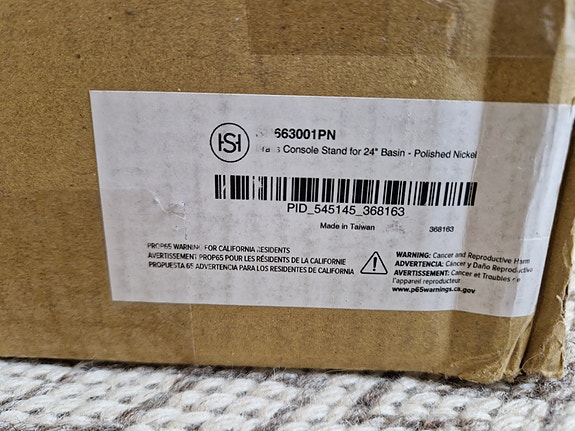 HSH
663001PN
Console Stand for 24" Basin - Polished Nickel
PID_545145_368163
Made in Taiwan 368163
PROP65 WARNING FOR CALIFORNIA RESIDENTS
AVERTISSEMENT PROP65 POUR LES RÉSIDENTS DE LA CALIFORNIE
PROPUESTA 65 ADVERTENCIA PARA LOS RESIDENTES DE CALIFORNIA
WARNING: Cancer and Reproductive Harm
ADVERTENCIA: Cancer y Daño Reproductivo
AVERTISSEMENT: Cancer et Troubles de
l'appareil reproducteur
www.p65warnings.ca.gov